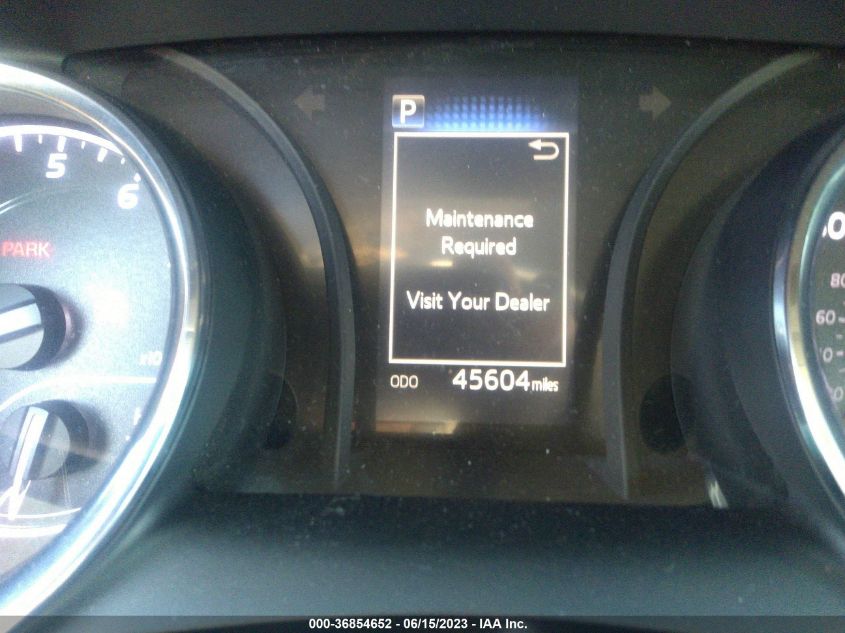 P
5
6
PARK
Maintenance
Required
Visit Your Dealer
ODO 45604 miles
80
60
000-36854652 - 06/15/2023 - IAA Inc.